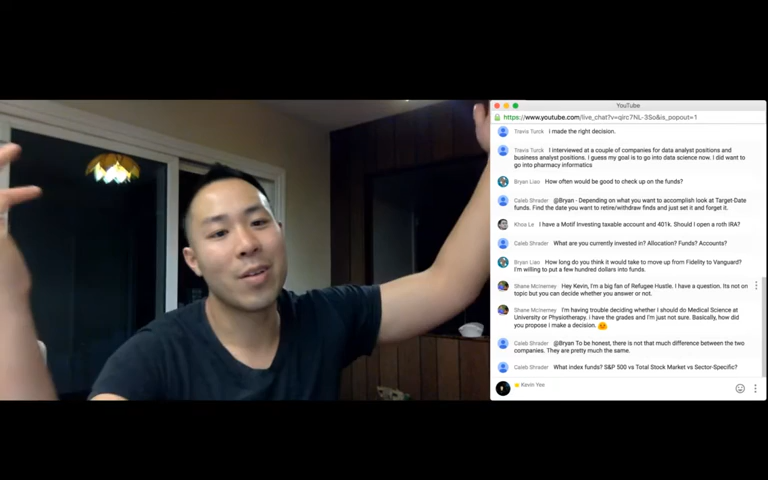 YouTube
https://www.youtube.com/live_chat?v=qirc7NL-3So&is_popout=1
Travis Turck i made the right decision.
Travis Turck I interviewed at a couple of companies for data analyst positions and
business analyst positions. I guess my goal is to go into data science now. I did want to
go into pharmacy informatics
Bryan Liao How often would be good to check up on the funds?
Caleb Shrader @Bryan - Depending on what you want to accomplish look at Target-Date
funds. Find the date you want to retire/withdraw finds and just set it and forget it.
Khoa Le I have a Motif Investing taxable account and 401k. Should I open a roth IRA?
Caleb Shrader What are you currently invested in? Allocation? Funds? Accounts?
Bryan Liao How long do you think it would take to move up from Fidelity to Vanguard?
I'm willing to put a few hundred dollars into funds.
Shane McInerney Hey Kevin, I'm a big fan of Refugee Hustle. I have a question. Its not on
topic but you can decide whether you answer or not.
Shane McInerney I'm having trouble deciding whether I should do Medical Science at
University or Physiotherapy. i have the grades and I'm just not sure. Basically, how did
you propose I make a decision.
Caleb Shrader @Bryan To be honest, there is not that much difference between the two
companies. They are pretty much the same.
Caleb Shrader What index funds? S&P 500 vs Total Stock Market vs Sector-Specific?
Kevin Yee